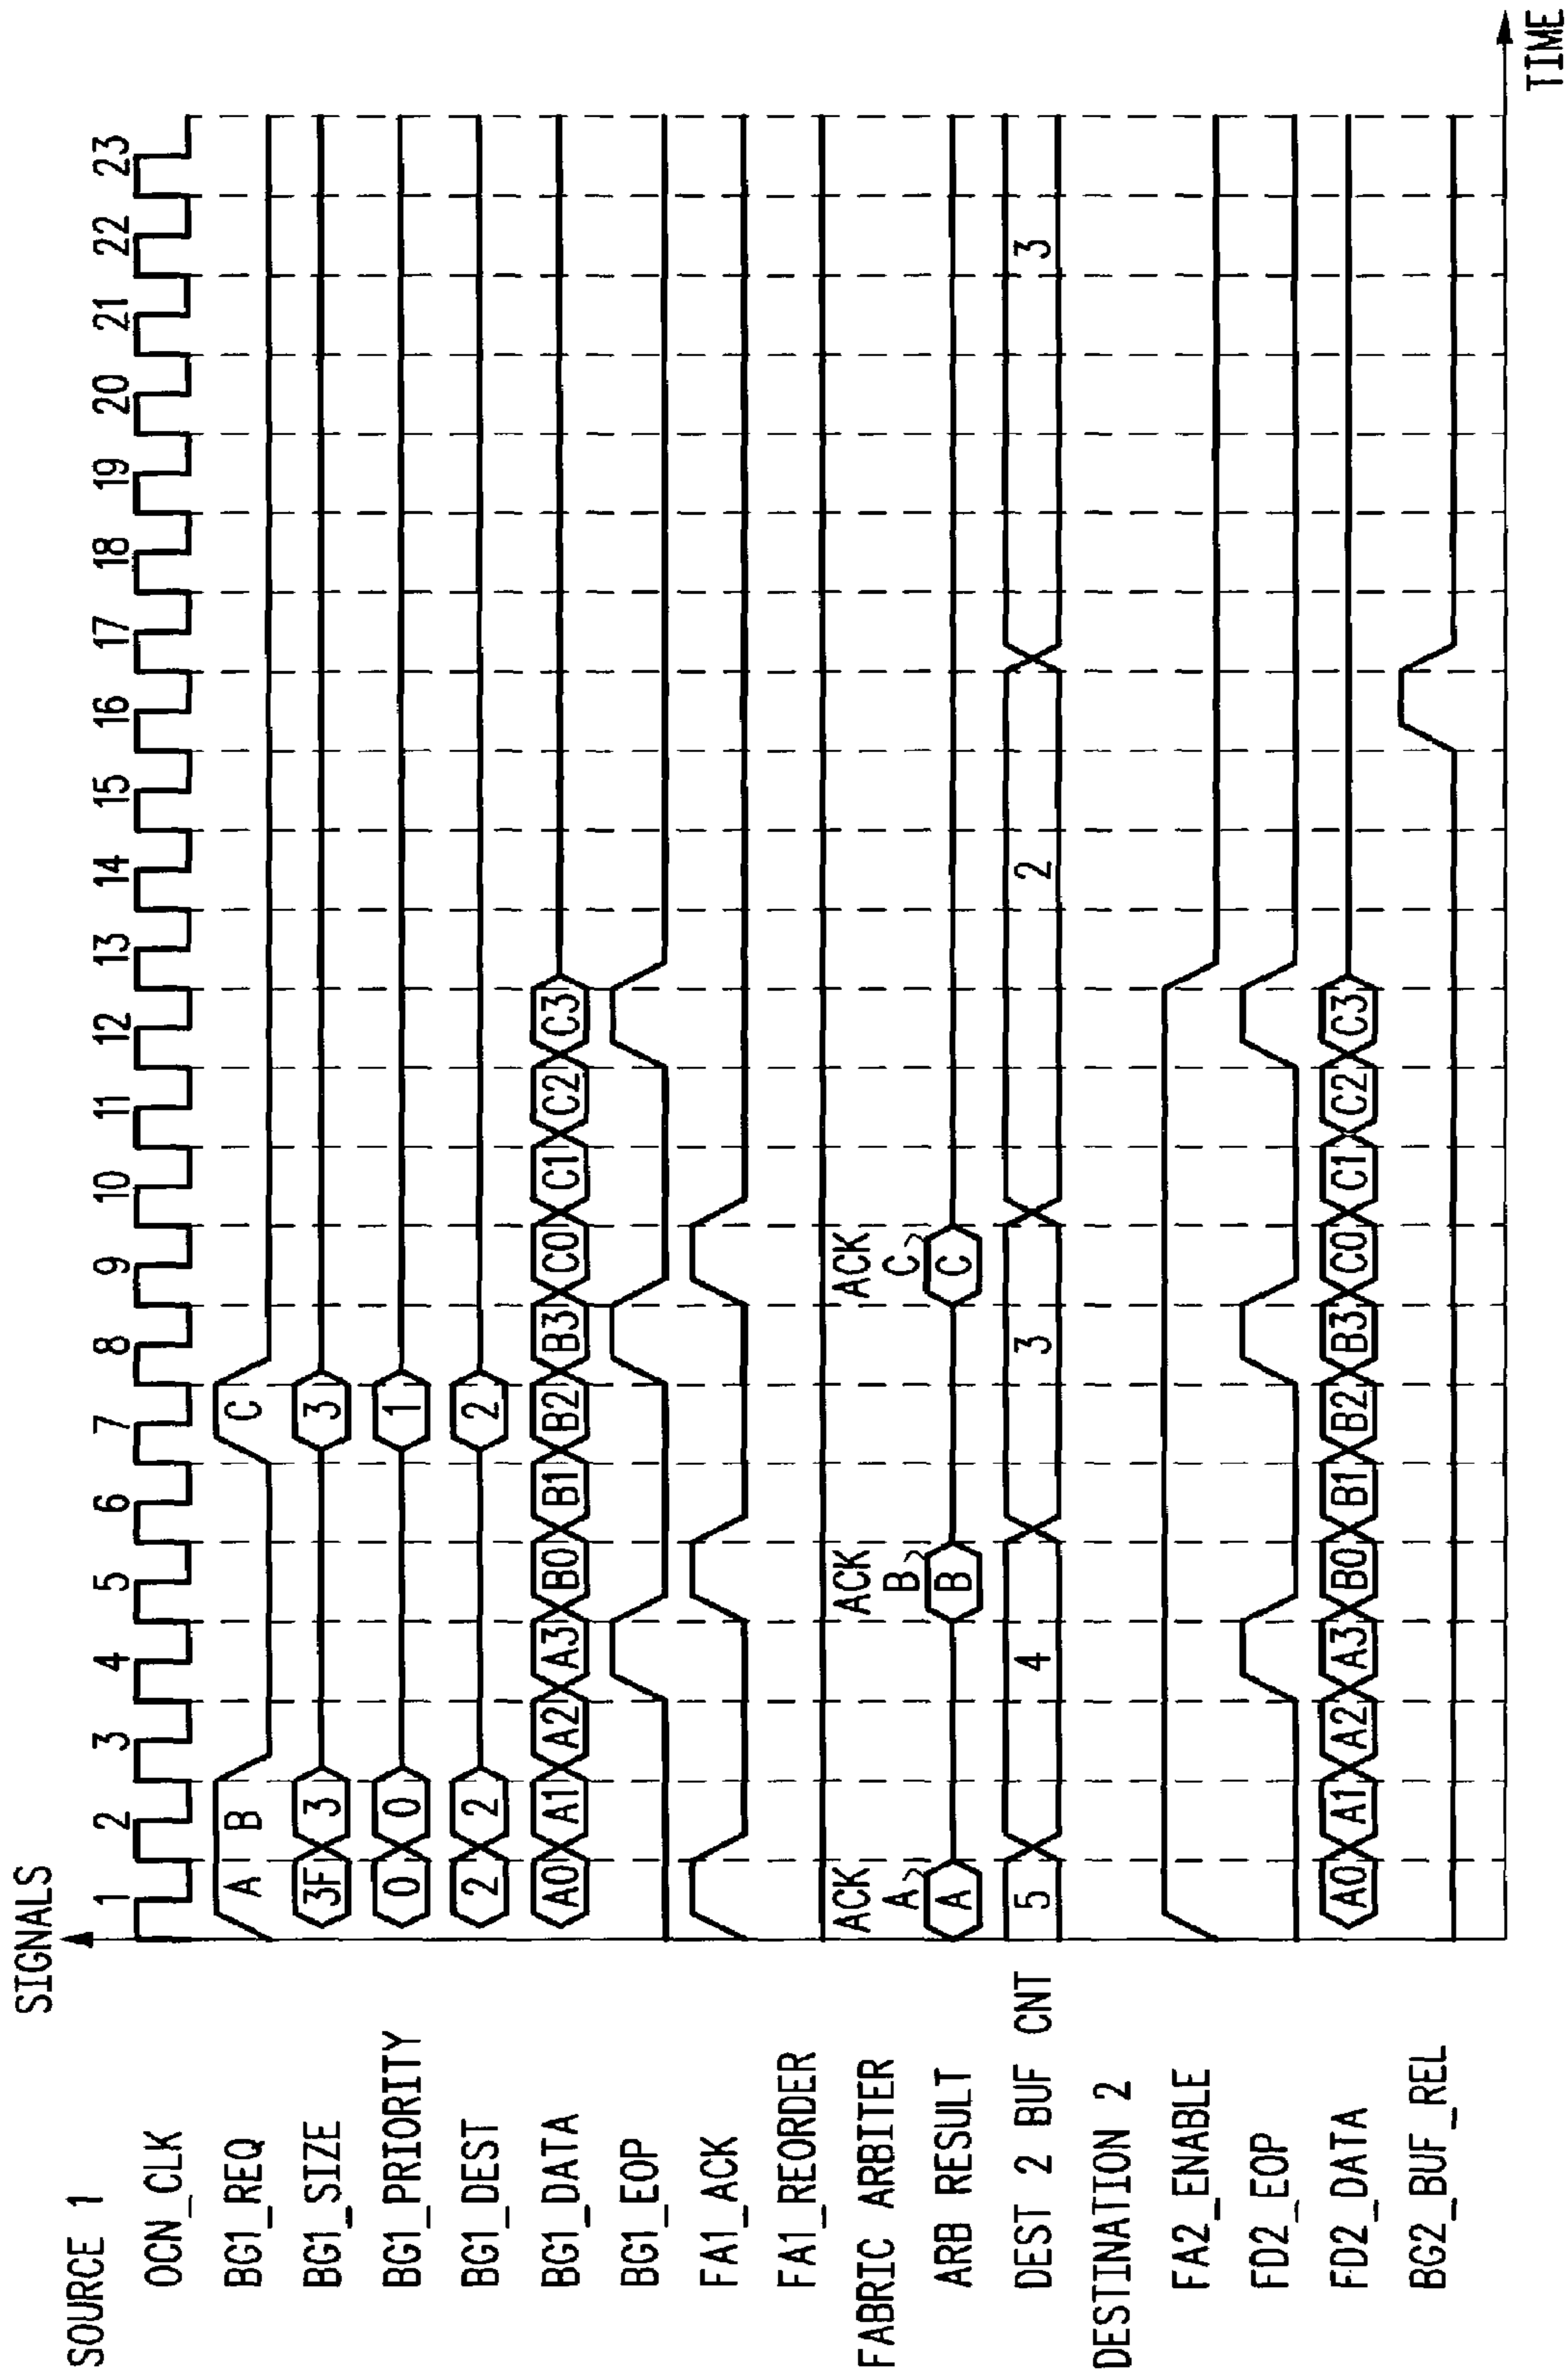 SIGNALS
SOURCE 1
OCN_CLK 1 2 3 4 5 6 7 8 9 10 11 12 13 14 15 16 17 18 19 20 21 22 23
BG1_REQ A B C
BG1_SIZE 3F 3 3
BG1_PRIORITY 0 0 1
BG1_DEST 2 2 2
BG1_DATA A0 A1 A2 A3 B0 B1 B2 B3 C0 C1 C2 C3
BG1_EOP
FA1_ACK
FA1_REORDER
FABRIC ARBITER ACK A ACK B ACK C
ARB RESULT A B C
DEST 2 BUF CNT 5 4 3 2 3
DESTINATION 2
FA2_ENABLE
FD2_EOP
FD2_DATA A0 A1 A2 A3 B0 B1 B2 B3 C0 C1 C2 C3
BG2_BUF_REL
TIME